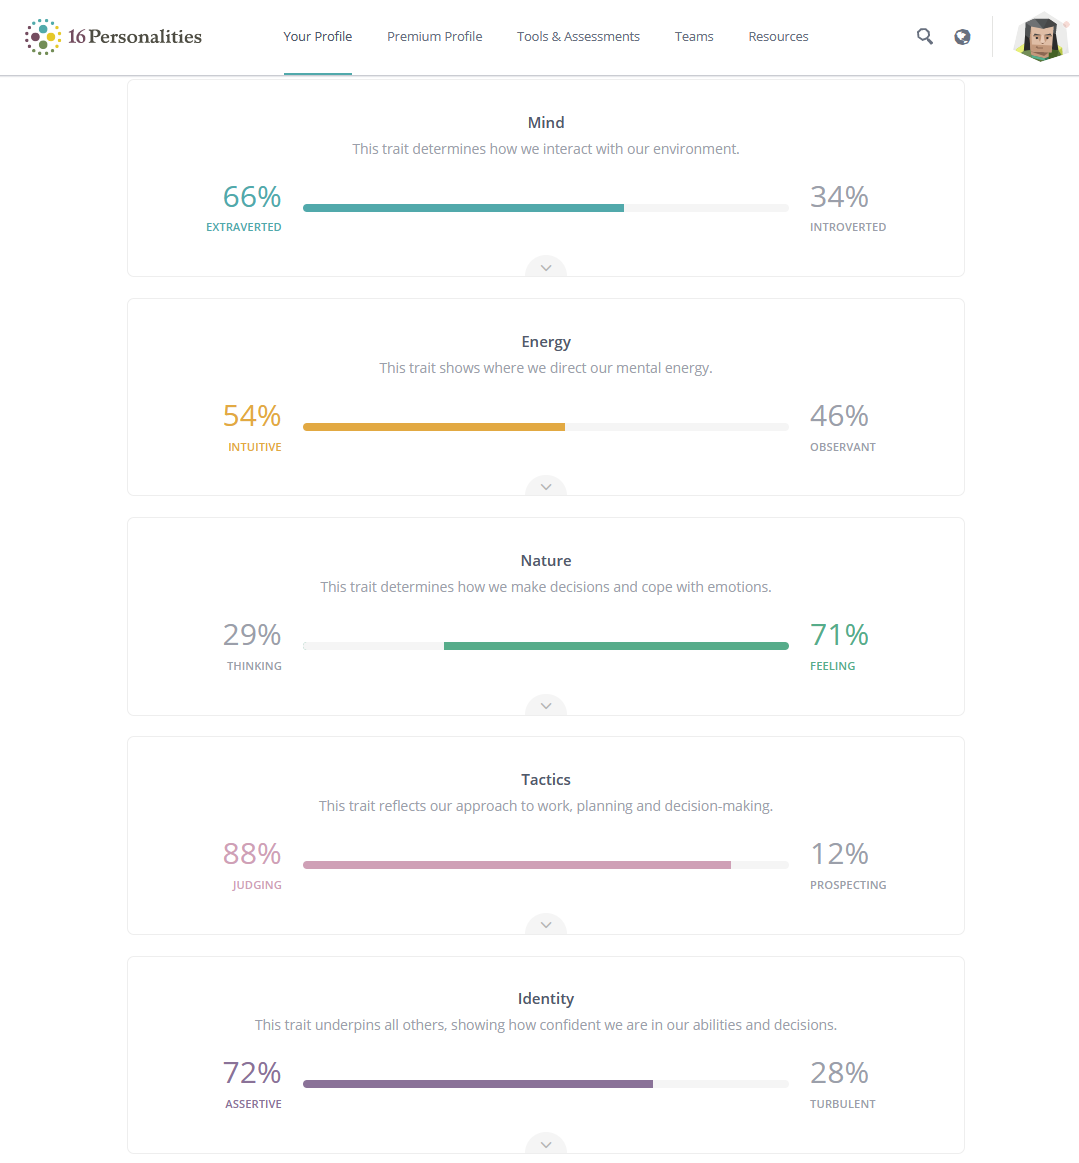 16Personalities
Your Profile
Premium Profile
Tools & Assessments
Teams
Resources
Mind
This trait determines how we interact with our environment.
66%
34%
EXTRAVERTED
INTROVERTED
Energy
This trait shows where we direct our mental energy.
54%
46%
INTUITIVE
OBSERVANT
Nature
This trait determines how we make decisions and cope with emotions.
29%
71%
THINKING
FEELING
Tactics
This trait reflects our approach to work, planning and decision-making.
88%
12%
JUDGING
PROSPECTING
Identity
This trait underpins all others, showing how confident we are in our abilities and decisions.
72%
28%
ASSERTIVE
TURBULENT